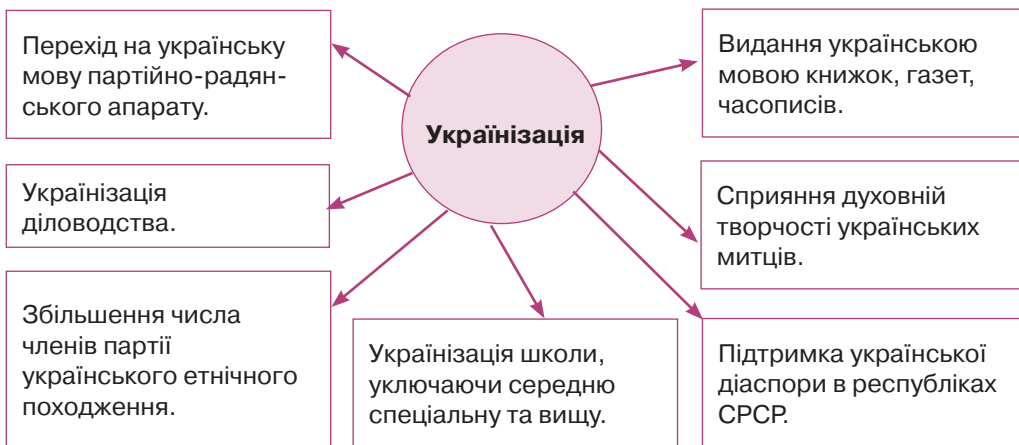 Перехід на українську
мову партійно-радян-
ського апарату.
Українізація
діловодства.
Збільшення числа
членів партії
українського етнічного
походження.
Українізація
Українізація школи,
уключаючи середню
спеціальну та вищу.
Видання українською
мовою книжок, газет,
часописів.
Сприяння духовній
творчості українських
митців.
Підтримка української
діаспори в республіках
СРСР.